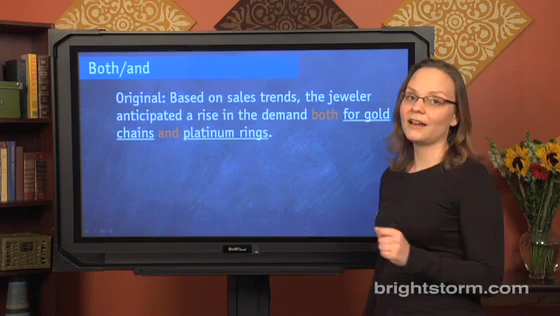 Both/and
Original: Based on sales trends, the jeweler
anticipated a rise in the demand both for gold
chains and platinum rings.
brightstorm.com